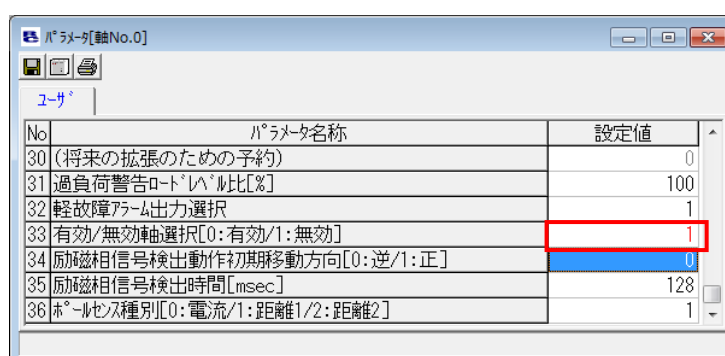 ﾊﾟﾗﾒｰﾀ[軸No.0]
ﾕｰｻﾞ
No ﾊﾟﾗﾒｰﾀ名称 設定値
30 (将来の拡張のための予約) 0
31 過負荷警告ﾛｰﾄﾞﾚﾍﾞﾙ比[%] 100
32 軽故障ｱﾗｰﾑ出力選択 1
33 有効/無効軸選択[0:有効/1:無効] 1
34 励磁相信号検出動作初期移動方向[0:逆/1:正] 0
35 励磁相信号検出時間[msec] 128
36 ﾎﾟｰﾙｾﾝｽ種別[0:電流/1:距離1/2:距離2] 1